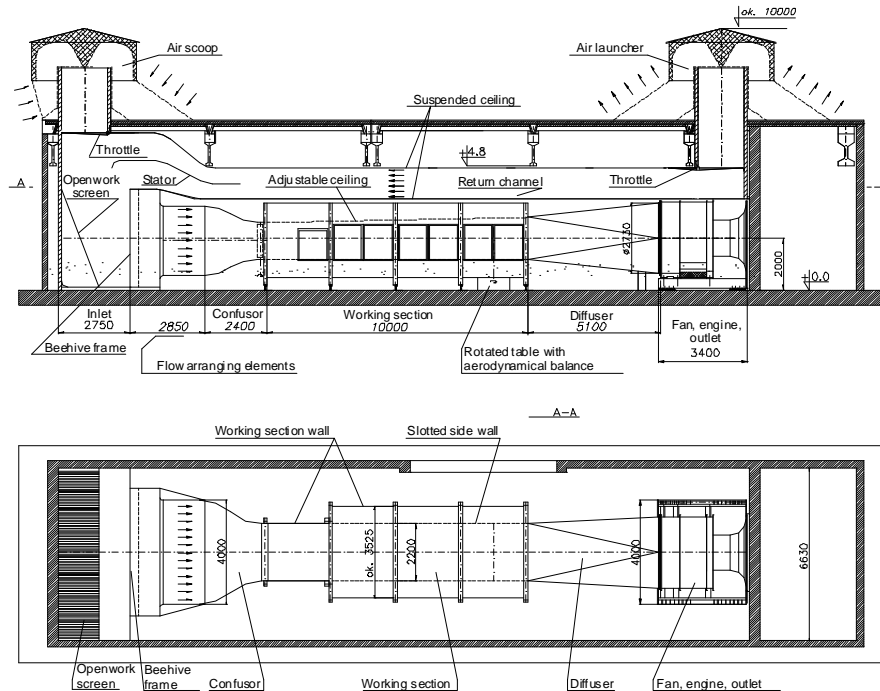 ok. 10000
Air scoop
Air launcher
Suspended ceiling
4.8
Throttle
Openwork
screen
Stator
Adjustable ceiling
Return channel
Throttle
A
A
ø2730
2000
0.0
Inlet
2750
2850
Confusor
2400
Working section
10000
Diffuser
5100
Fan, engine,
outlet
3400
Beehive frame
Flow arranging elements
Rotated table with
aerodynamical balance
A-A
Working section wall
Slotted side wall
4000
ok. 3525
2200
4000
6630
Openwork
screen
Beehive
frame
Confusor
Working section
Diffuser
Fan, engine, outlet